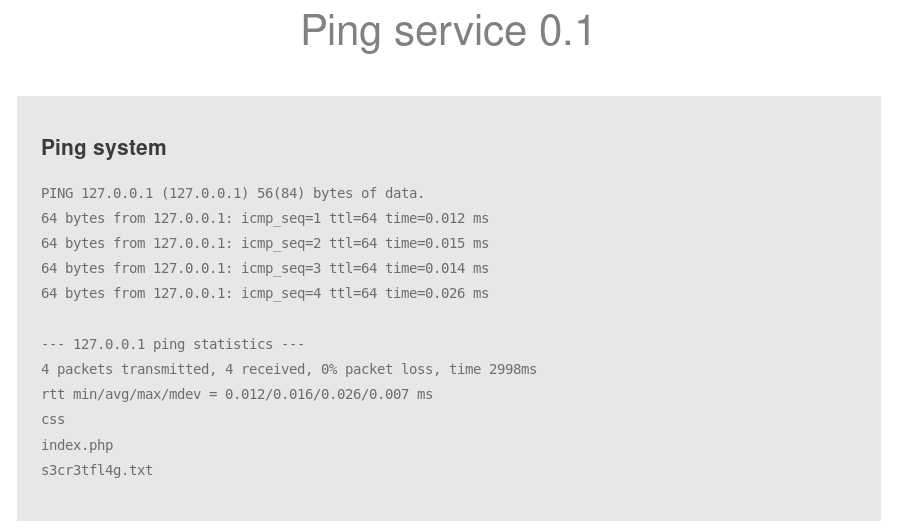 Ping service 0.1
Ping system
PING 127.0.0.1 (127.0.0.1) 56(84) bytes of data.
64 bytes from 127.0.0.1: icmp_seq=1 ttl=64 time=0.012 ms
64 bytes from 127.0.0.1: icmp_seq=2 ttl=64 time=0.015 ms
64 bytes from 127.0.0.1: icmp_seq=3 ttl=64 time=0.014 ms
64 bytes from 127.0.0.1: icmp_seq=4 ttl=64 time=0.026 ms
--- 127.0.0.1 ping statistics ---
4 packets transmitted, 4 received, 0% packet loss, time 2998ms
rtt min/avg/max/mdev = 0.012/0.016/0.026/0.007 ms
css
index.php
s3cr3tfl4g.txt